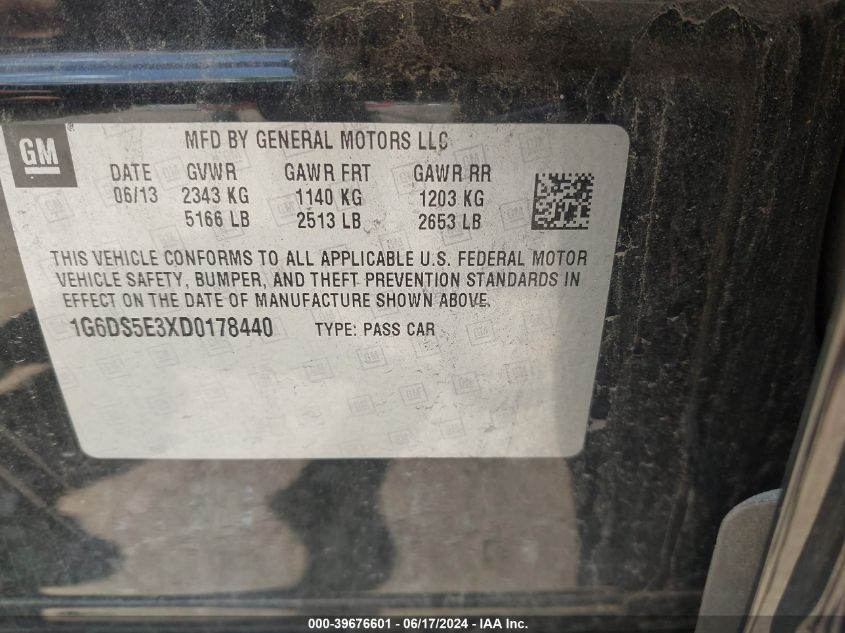 GM
MFD BY GENERAL MOTORS LLC
DATE GVWR GAWR FRT GAWR RR
06/13 2343 KG 1140 KG 1203 KG
5166 LB 2513 LB 2653 LB
THIS VEHICLE CONFORMS TO ALL APPLICABLE U.S. FEDERAL MOTOR
VEHICLE SAFETY, BUMPER, AND THEFT PREVENTION STANDARDS IN
EFFECT ON THE DATE OF MANUFACTURE SHOWN ABOVE.
1G6DS5E3XD0178440 TYPE: PASS CAR
000-39676601 - 06/17/2024 - IAA Inc.